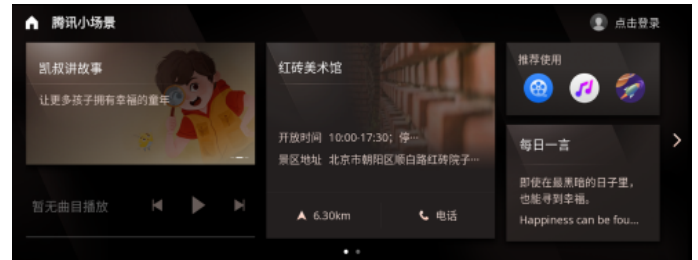 腾讯小场景
点击登录
凯叔讲故事
让更多孩子拥有幸福的童年
暂无曲目播放
红砖美术馆
开放时间 10:00-17:30; 停…
景区地址 北京市朝阳区顺白路红砖院子…
6.30km
电话
推荐使用
每日一言
即使在最黑暗的日子里，
也能寻到幸福。
Happiness can be fou...